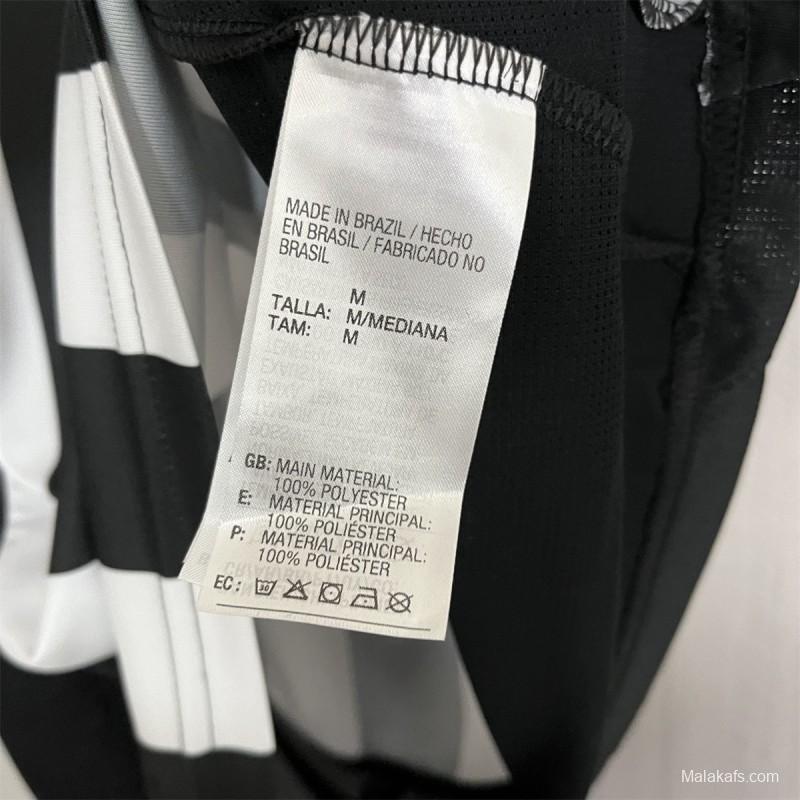 MADE IN BRAZIL / HECHO
EN BRASIL / FABRICADO NO
BRASIL
M
TALLA: M/MEDIANA
TAM: M
GB: MAIN MATERIAL:
100% POLYESTER
E: MATERIAL PRINCIPAL:
100% POLIÉSTER
P: MATERIAL PRINCIPAL:
100% POLIÉSTER
EC: 30
Malakafs.com